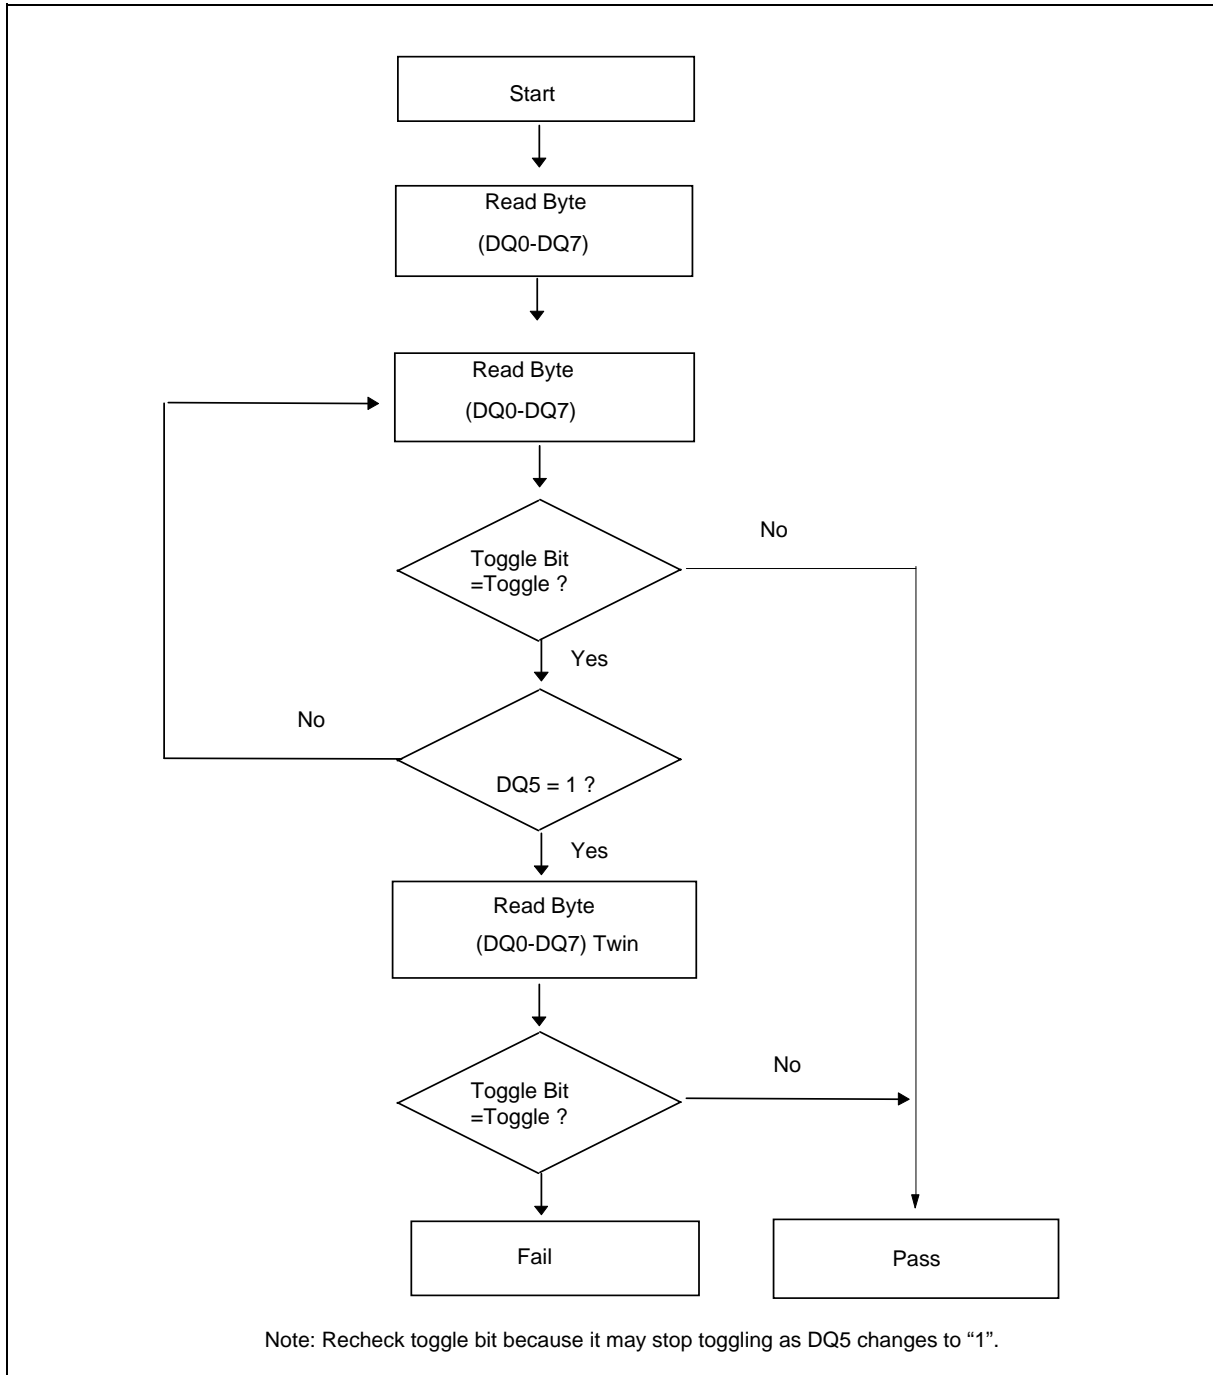 Start
Read Byte
(DQ0-DQ7)
Read Byte
(DQ0-DQ7)
No
Toggle Bit
=Toggle ?
Yes
No
DQ5 = 1 ?
Yes
Read Byte
(DQ0-DQ7) Twin
No
Toggle Bit
=Toggle ?
Fail
Pass
Note: Recheck toggle bit because it may stop toggling as DQ5 changes to “1”.